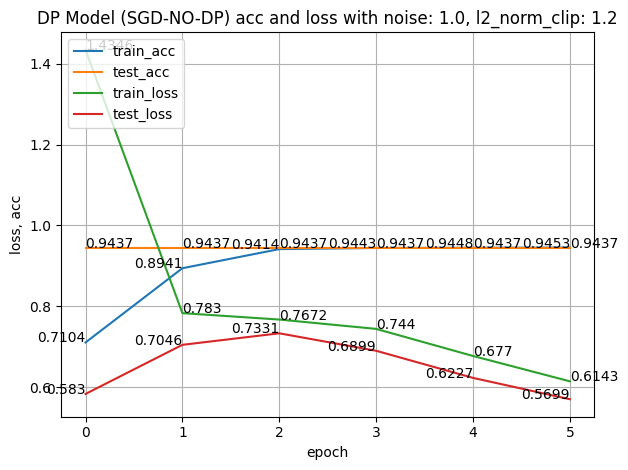 DP Model (SGD-NO-DP) acc and loss with noise: 1.0, l2_norm_clip: 1.2
1.4346
train_acc
test_acc
train_loss
test_loss
1.4
1.2
1.0
0.8
0.6
loss, acc
0.9437 0.9437 0.9437 0.9437 0.9437 0.9437
0.7104 0.8941 0.9414 0.9443 0.9448 0.9453
0.783 0.7672 0.744 0.677 0.6143
0.583 0.7046 0.7331 0.6899 0.6227 0.5699
0 1 2 3 4 5
epoch